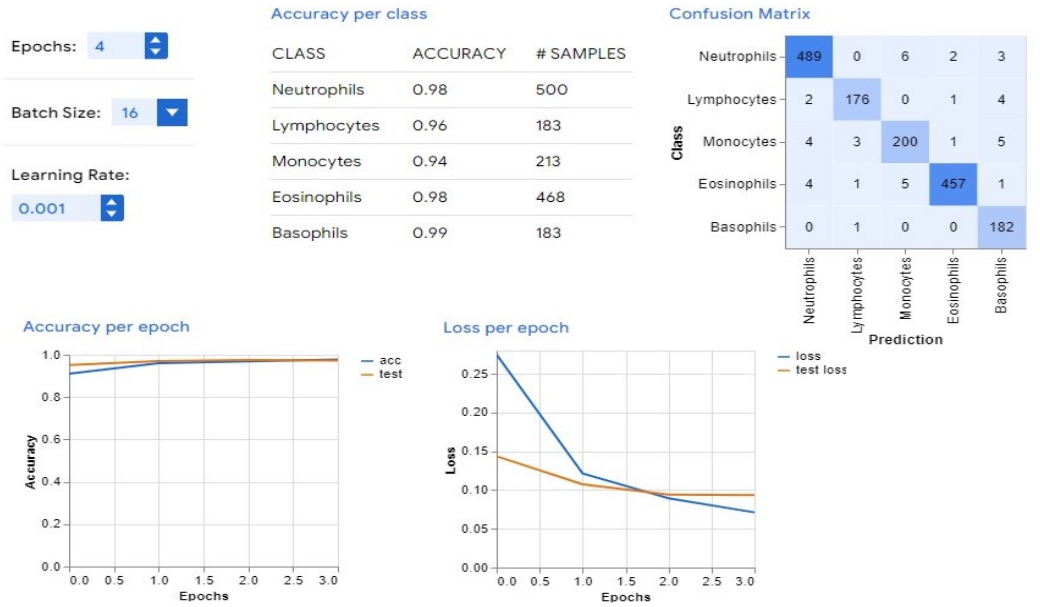 Epochs: 4
Batch Size: 16
Learning Rate:
0.001
Accuracy per class
CLASS ACCURACY # SAMPLES
Neutrophils 0.98 500
Lymphocytes 0.96 183
Monocytes 0.94 213
Eosinophils 0.98 468
Basophils 0.99 183
Confusion Matrix
Class
Neutrophils 489 0 6 2 3
Lymphocytes 2 176 0 1 4
Monocytes 4 3 200 1 5
Eosinophils 4 1 5 457 1
Basophils 0 1 0 0 182
Neutrophils Lymphocytes Monocytes Eosinophils Basophils
Prediction
Accuracy per epoch
Accuracy
1.0
0.8
0.6
0.4
0.2
0.0
0.0 0.5 1.0 1.5 2.0 2.5 3.0
Epochs
acc
test
Loss per epoch
Loss
0.25
0.20
0.15
0.10
0.05
0.00
0.0 0.5 1.0 1.5 2.0 2.5 3.0
Epochs
loss
test loss